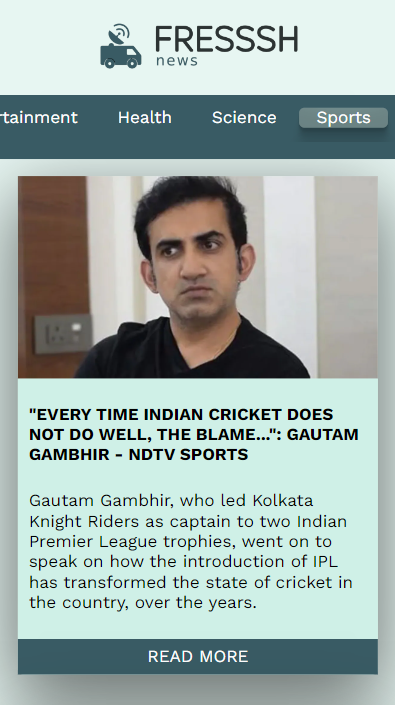 FRESSSH
news
rtainment Health Science Sports
"EVERY TIME INDIAN CRICKET DOES
NOT DO WELL, THE BLAME...": GAUTAM
GAMBHIR - NDTV SPORTS
Gautam Gambhir, who led Kolkata
Knight Riders as captain to two Indian
Premier League trophies, went on to
speak on how the introduction of IPL
has transformed the state of cricket in
the country, over the years.
READ MORE